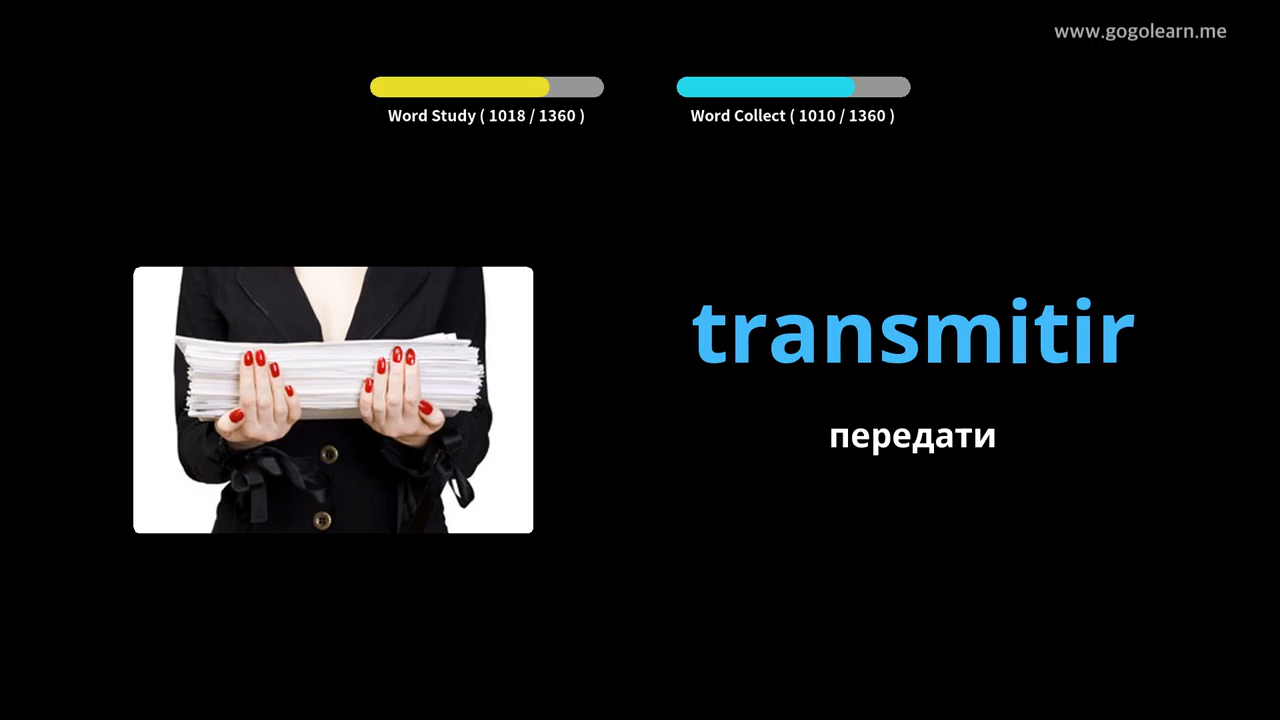 www.gogolearn.me
Word Study ( 1018 / 1360 )
Word Collect ( 1010 / 1360 )
transmitir
передати